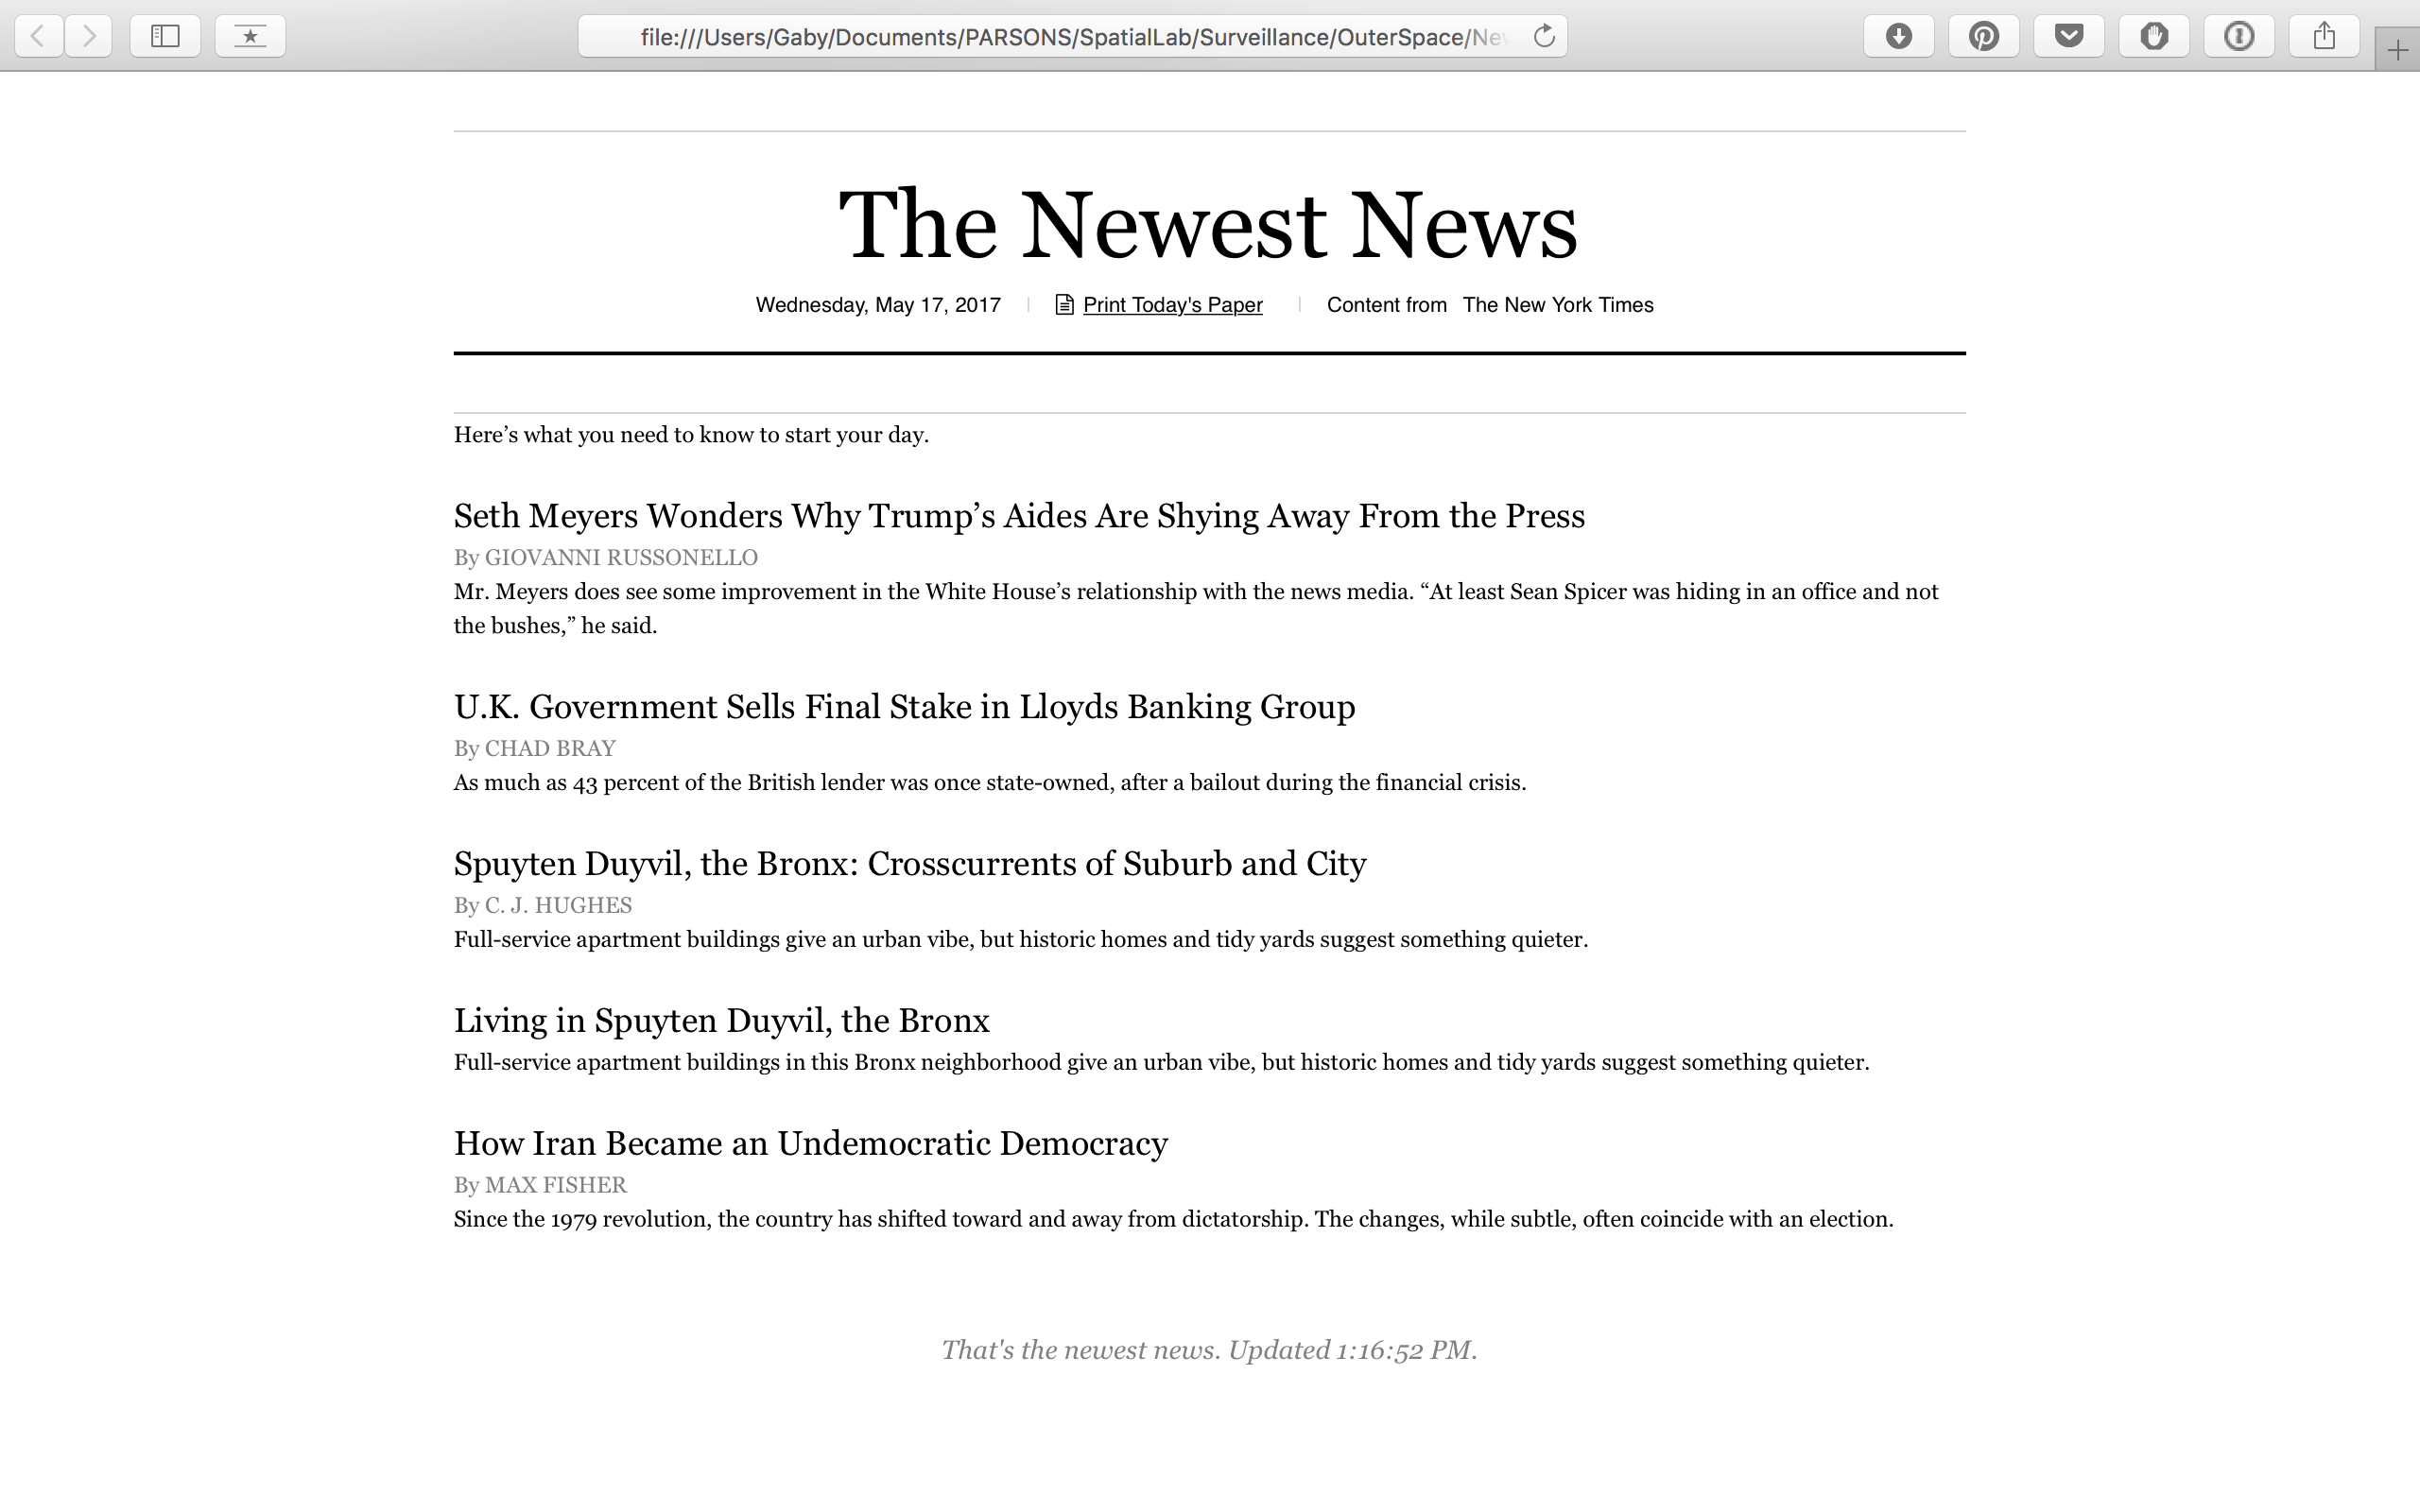 file:///Users/Gaby/Documents/PARSONS/SpatialLab/Surveillance/OuterSpace/Nev
The Newest News
Wednesday, May 17, 2017 | Print Today's Paper | Content from The New York Times
Here’s what you need to know to start your day.
Seth Meyers Wonders Why Trump’s Aides Are Shying Away From the Press
By GIOVANNI RUSSONELLO
Mr. Meyers does see some improvement in the White House’s relationship with the news media. “At least Sean Spicer was hiding in an office and not
the bushes,” he said.
U.K. Government Sells Final Stake in Lloyds Banking Group
By CHAD BRAY
As much as 43 percent of the British lender was once state-owned, after a bailout during the financial crisis.
Spuyten Duyvil, the Bronx: Crosscurrents of Suburb and City
By C. J. HUGHES
Full-service apartment buildings give an urban vibe, but historic homes and tidy yards suggest something quieter.
Living in Spuyten Duyvil, the Bronx
Full-service apartment buildings in this Bronx neighborhood give an urban vibe, but historic homes and tidy yards suggest something quieter.
How Iran Became an Undemocratic Democracy
By MAX FISHER
Since the 1979 revolution, the country has shifted toward and away from dictatorship. The changes, while subtle, often coincide with an election.
That's the newest news. Updated 1:16:52 PM.